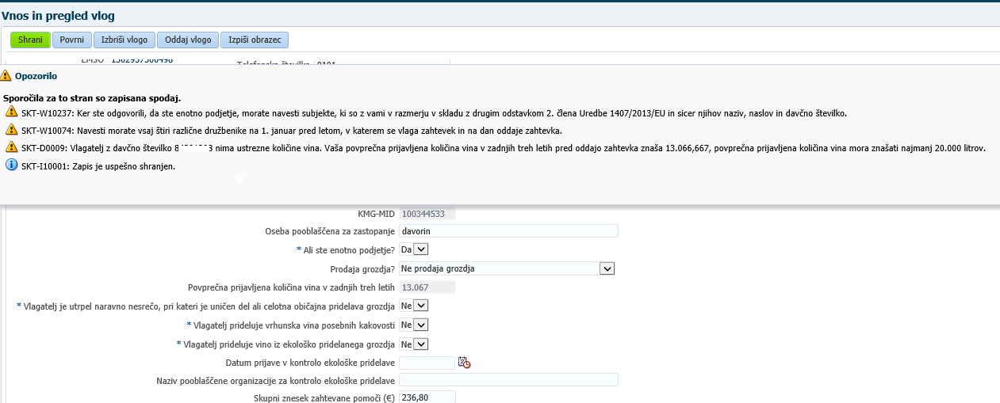 Vnos in pregled vlog
Shrani Povrni Izbriši vlogo Oddaj vlogo Izpiši obrazec
Opozorilo
Sporočila za to stran so zapisana spodaj.
SKT-W10237: Ker ste odgovorili, da ste enotno podjetje, morate navesti subjekte, ki so z vami v razmerju v skladu z drugim odstavkom 2. člena Uredbe 1407/2013/EU in sicer njihov naziv, naslov in davčno številko.
SKT-W10074: Navesti morate vsaj štiri različne družbenike na 1. januar pred letom, v katerem se vlaga zahtevek in na dan oddaje zahtevka.
SKT-D0009: Vlagatelj z davčno številko nima ustrezne količine vina. Vaša povprečna prijavljena količina vina v zadnjih treh letih pred oddajo zahtevka znaša 13.066,667, povprečna prijavljena količina vina mora znašati najmanj 20.000 litrov.
SKT-I10001: Zapis je uspešno shranjen.
KMG-MID 100344533
Oseba pooblaščena za zastopanje davorin
* Ali ste enotno podjetje? Da
Prodaja grozdja? Ne prodaja grozdja
Povprečna prijavljena količina vina v zadnjih treh letih 13.067
* Vlagatelj je utrpel naravno nesrečo, pri kateri je uničen del ali celotna običajna pridelava grozdja Ne
* Vlagatelj prideluje vrhunska vina posebnih kakovosti Ne
* Vlagatelj prideluje vino iz ekološko pridelanega grozdja Ne
Datum prijave v kontrolo ekološke pridelave
Naziv pooblaščene organizacije za kontrolo ekološke pridelave
Skupni znesek zahtevane pomoči (€) 236,80